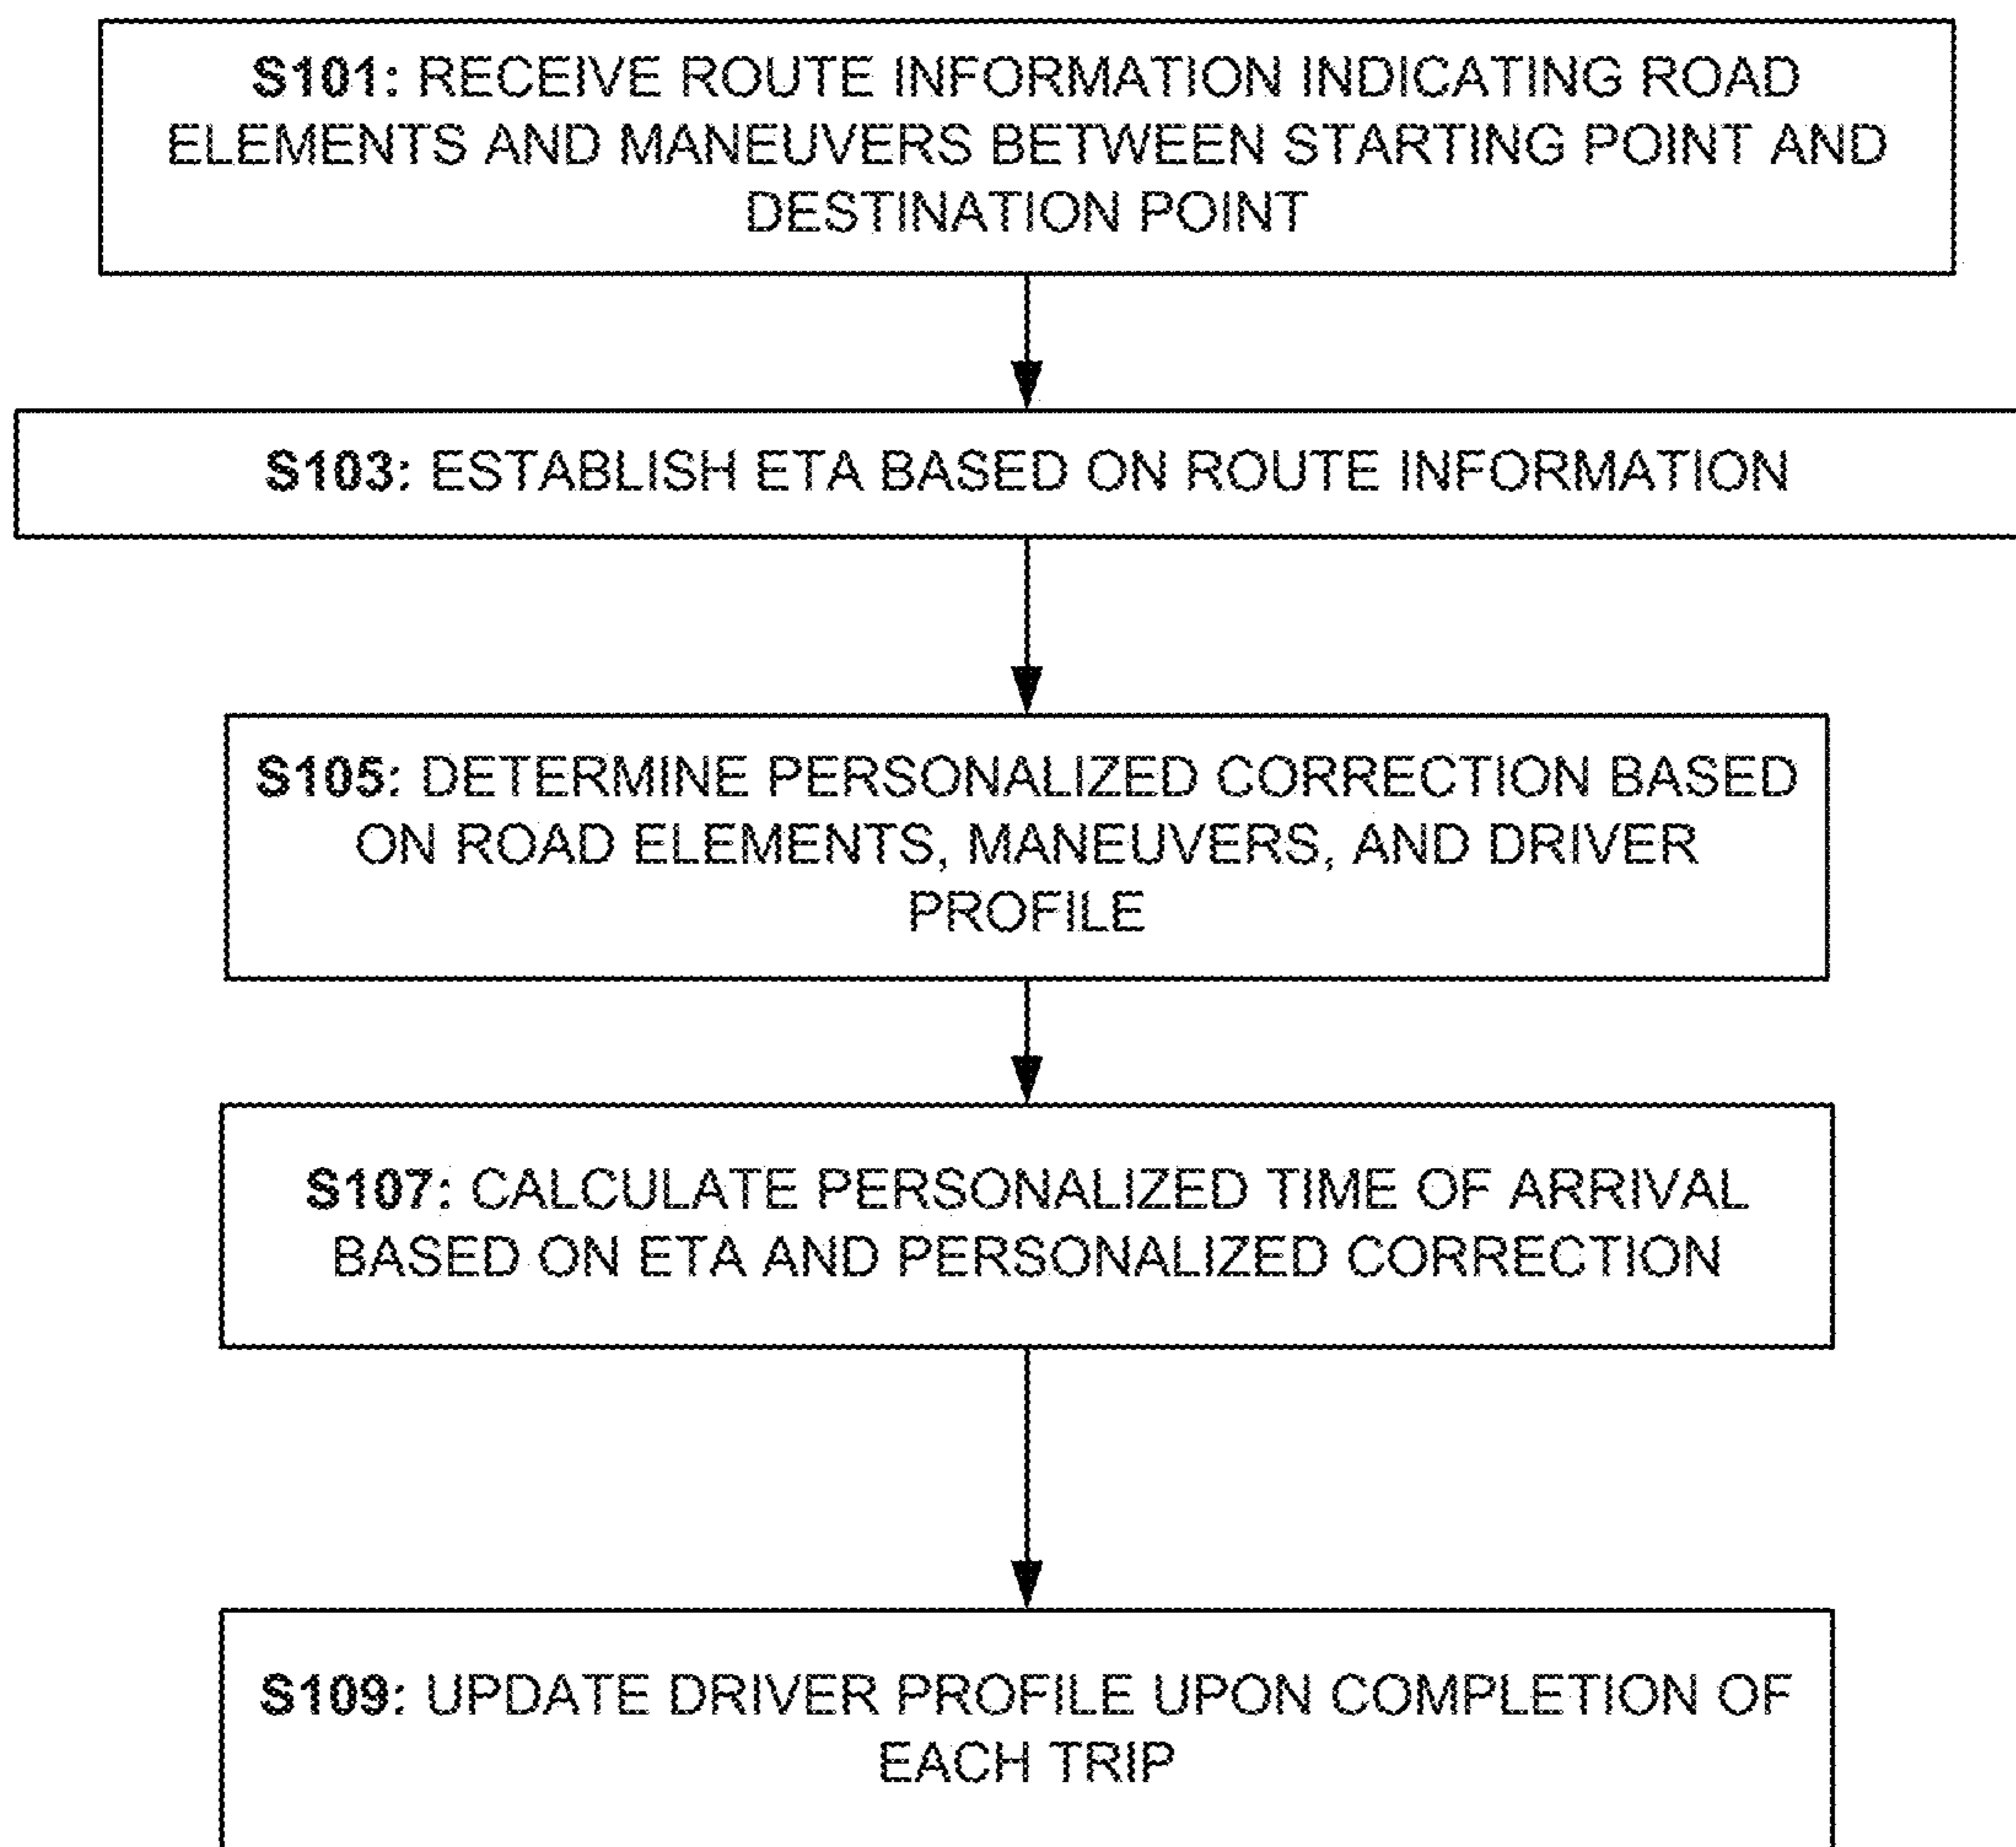 S101: RECEIVE ROUTE INFORMATION INDICATING ROAD
ELEMENTS AND MANEUVERS BETWEEN STARTING POINT AND
DESTINATION POINT
S103: ESTABLISH ETA BASED ON ROUTE INFORMATION
S105: DETERMINE PERSONALIZED CORRECTION BASED
ON ROAD ELEMENTS, MANEUVERS, AND DRIVER
PROFILE
S107: CALCULATE PERSONALIZED TIME OF ARRIVAL
BASED ON ETA AND PERSONALIZED CORRECTION
S109: UPDATE DRIVER PROFILE UPON COMPLETION OF
EACH TRIP